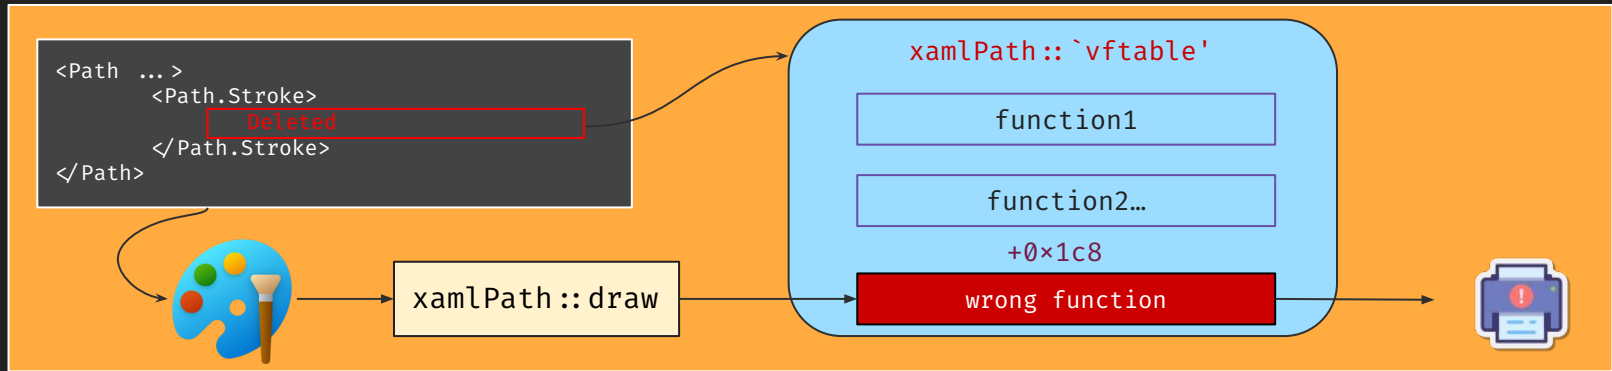 <Path ...>
<Path.Stroke>
Deleted
</Path.Stroke>
</Path>
xamlPath::draw
xamlPath::`vftable'
function1
function2…
+0×1c8
wrong function